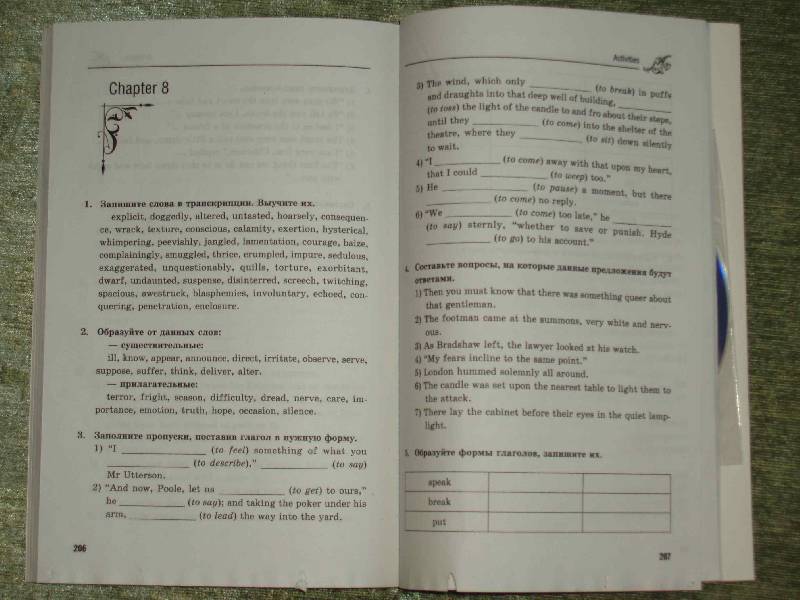 Chapter 8
1. Запишите слова в транскрипции. Выучите их.
explicit, doggedly, altered, untasted, hoarsely, consequen-
ce, wrack, texture, conscious, calamity, exertion, hysterical,
whimpering, peevishly, jangled, lamentation, courage, baize,
complainingly, smuggled, thrice, crumpled, impure, sedulous,
exaggerated, unquestionably, quills, torture, exorbitant,
dwarf, undaunted, suspense, disinterred, screech, twitching,
spacious, awestruck, blasphemies, involuntary, echoed, con-
quering, penetration, enclosure.
2. Образуйте от данных слов:
— существительные:
ill, know, appear, announce, direct, irritate, observe, serve,
suppose, suffer, think, deliver, alter.
— прилагательные:
terror, fright, season, difficulty, dread, nerve, care, im-
portance, emotion, truth, hope, occasion, silence.
3. Заполните пропуски, поставив глагол в нужную форму.
1) “I ____________ (to feel) something of what you
____________ (to describe),” ____________ (to say)
Mr Utterson.
2) “And now, Poole, let us ____________ (to get) to ours,”
he ____________ (to say); and taking the poker under his
arm, ____________ (to lead) the way into the yard.
206
Activities
3) The wind, which only ____________ (to break) in puffs
and draughts into that deep well of building, ____________
(to toss) the light of the candle to and fro about their steps,
until they ____________ (to come) into the shelter of the
theatre, where they ____________ (to sit) down silently
to wait.
4) “I ____________ (to come) away with that upon my heart,
that I could ____________ (to weep) too.”
5) He ____________ (to pause) a moment, but there
____________ (to come) no reply.
6) “We ____________ (to come) too late,” he ____________
(to say) sternly, “whether to save or punish. Hyde
____________ (to go) to his account.”
4. Составьте вопросы, на которые данные предложения будут
ответами.
1) Then you must know that there was something queer about
that gentleman.
2) The footman came at the summons, very white and nerv-
ous.
3) As Bradshaw left, the lawyer looked at his watch.
4) “My fears incline to the same point.”
5) London hummed solemnly all around.
6) The candle was set upon the nearest table to light them to
the attack.
7) There lay the cabinet before their eyes in the quiet lamp-
light.
5. Образуйте формы глаголов, запишите их.
speak
break
put
207